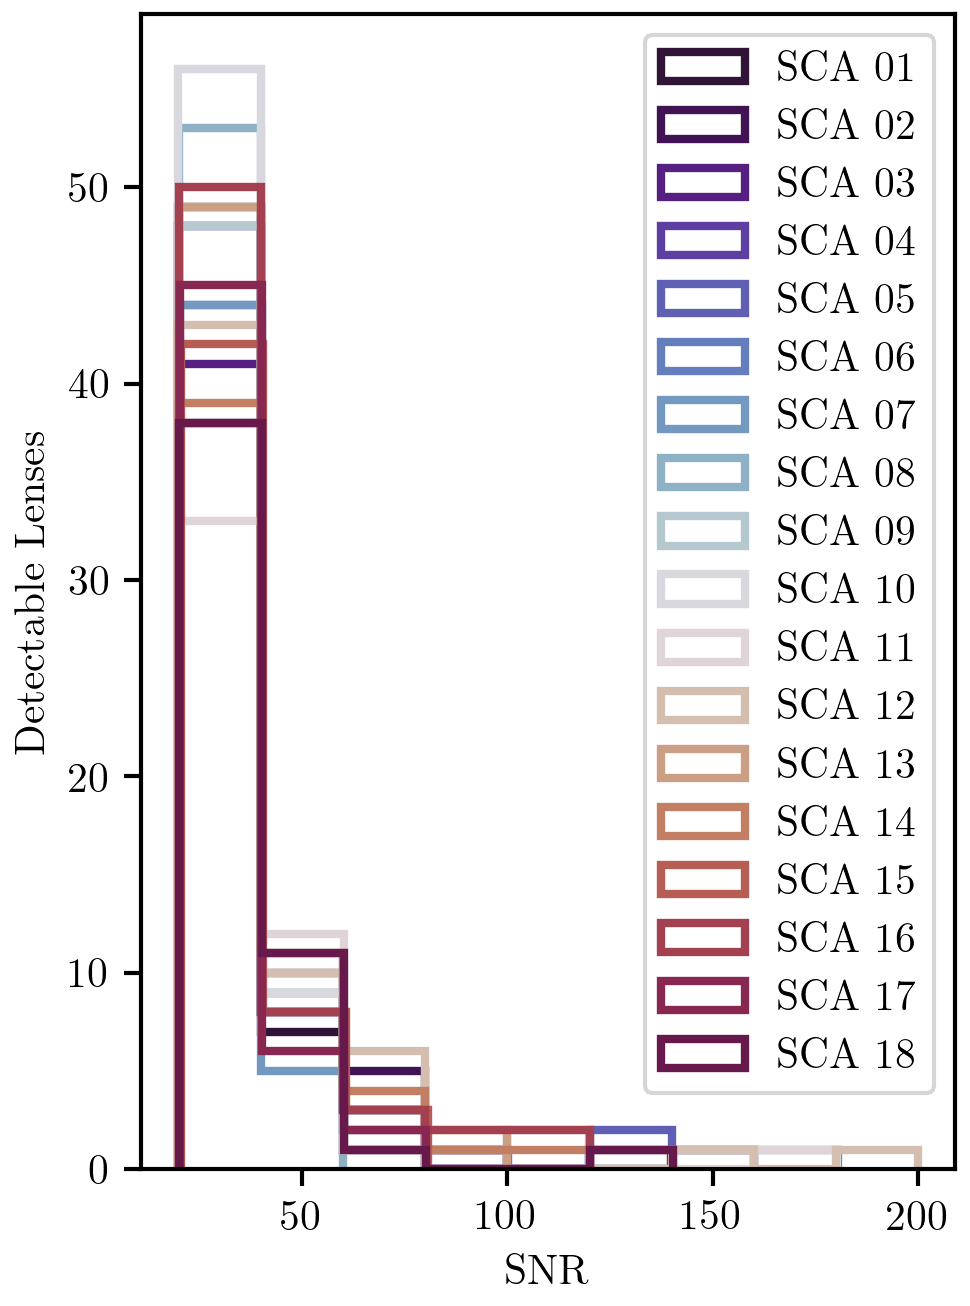 SCA 01
SCA 02
SCA 03
SCA 04
SCA 05
SCA 06
SCA 07
SCA 08
SCA 09
SCA 10
SCA 11
SCA 12
SCA 13
SCA 14
SCA 15
SCA 16
SCA 17
SCA 18
50
40
30
20
10
0
Detectable Lenses
50 100 150 200
SNR